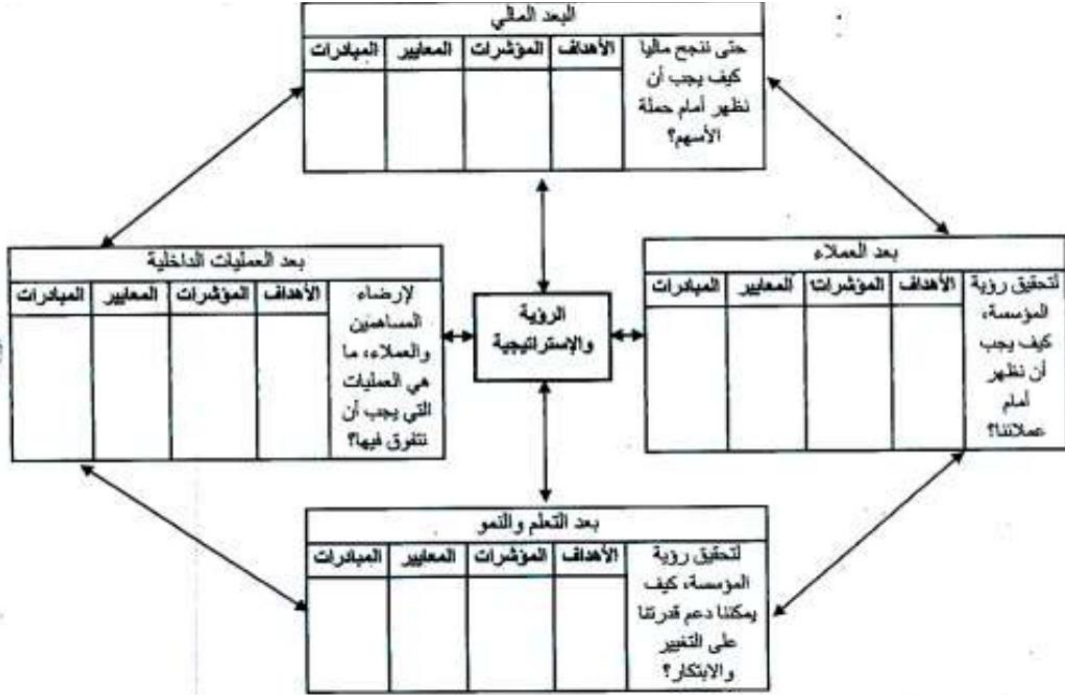 البعد المالي
حتى ننجح ماليا
كيف يجب أن
نظهر أمام حملة
الأسهم؟
الأهداف المؤشرات المعايير المبادرات
بعد العملاء
لتحقيق رؤية
المؤسسة،
كيف يجب
أن نظهر
أمام
عملائنا؟
الأهداف المؤشرات المعايير المبادرات
الرؤية
والإستراتيجية
بعد العمليات الداخلية
لإرضاء
المساهمين
والعملاء، ما
هي العمليات
التي يجب أن
نتفوق فيها؟
الأهداف المؤشرات المعايير المبادرات
بعد التعلم والنمو
لتحقيق رؤية
المؤسسة، كيف
يمكننا دعم قدرتنا
على التغيير
والابتكار؟
الأهداف المؤشرات المعايير المبادرات